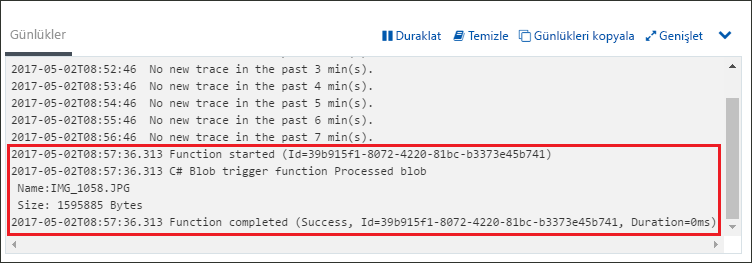 Günlükler
Duraklat Temizle Günlükleri kopyala Genişlet
2017-05-02T08:52:46 No new trace in the past 3 min(s).
2017-05-02T08:53:46 No new trace in the past 4 min(s).
2017-05-02T08:54:46 No new trace in the past 5 min(s).
2017-05-02T08:55:46 No new trace in the past 6 min(s).
2017-05-02T08:56:46 No new trace in the past 7 min(s).
2017-05-02T08:57:36.313 Function started (Id=39b915f1-8072-4220-81bc-b3373e45b741)
2017-05-02T08:57:36.313 C# Blob trigger function Processed blob
Name:IMG_1058.JPG
Size: 1595885 Bytes
2017-05-02T08:57:36.313 Function completed (Success, Id=39b915f1-8072-4220-81bc-b3373e45b741, Duration=0ms)